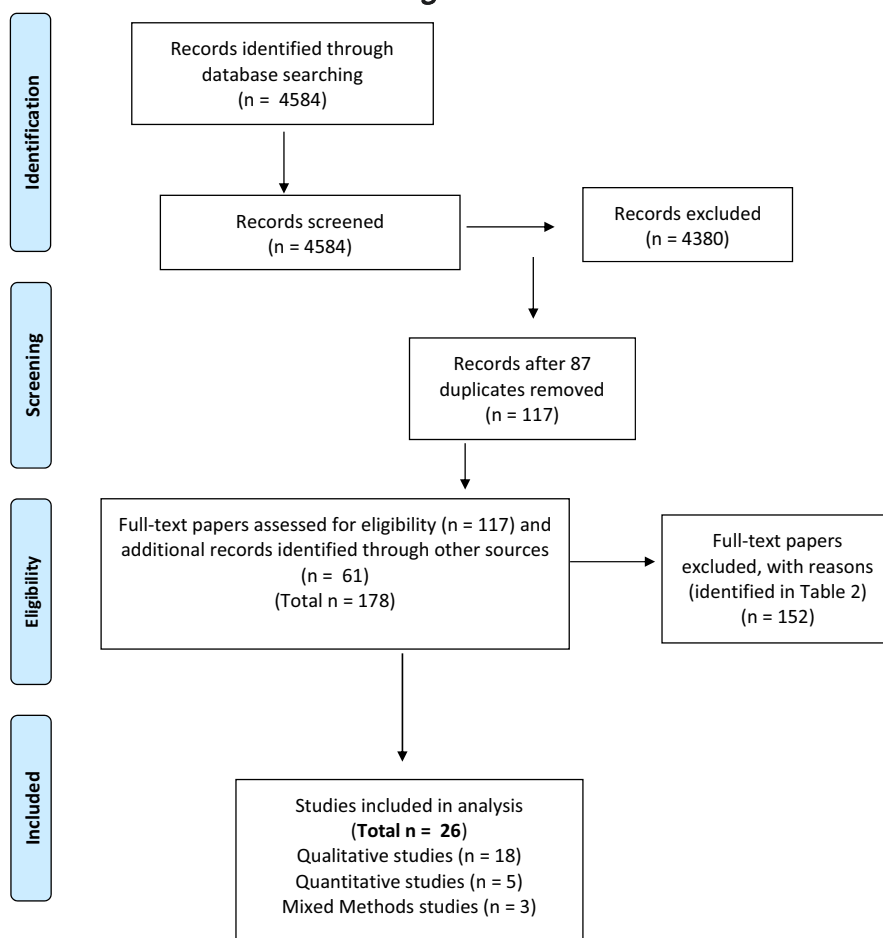 Identification
Records identified through
database searching
(n = 4584)
Records screened
(n = 4584)
Records excluded
(n = 4380)
Screening
Records after 87
duplicates removed
(n = 117)
Eligibility
Full-text papers assessed for eligibility (n = 117) and
additional records identified through other sources
(n = 61)
(Total n = 178)
Full-text papers
excluded, with reasons
(identified in Table 2)
(n = 152)
Included
Studies included in analysis
(Total n = 26)
Qualitative studies (n = 18)
Quantitative studies (n = 5)
Mixed Methods studies (n = 3)